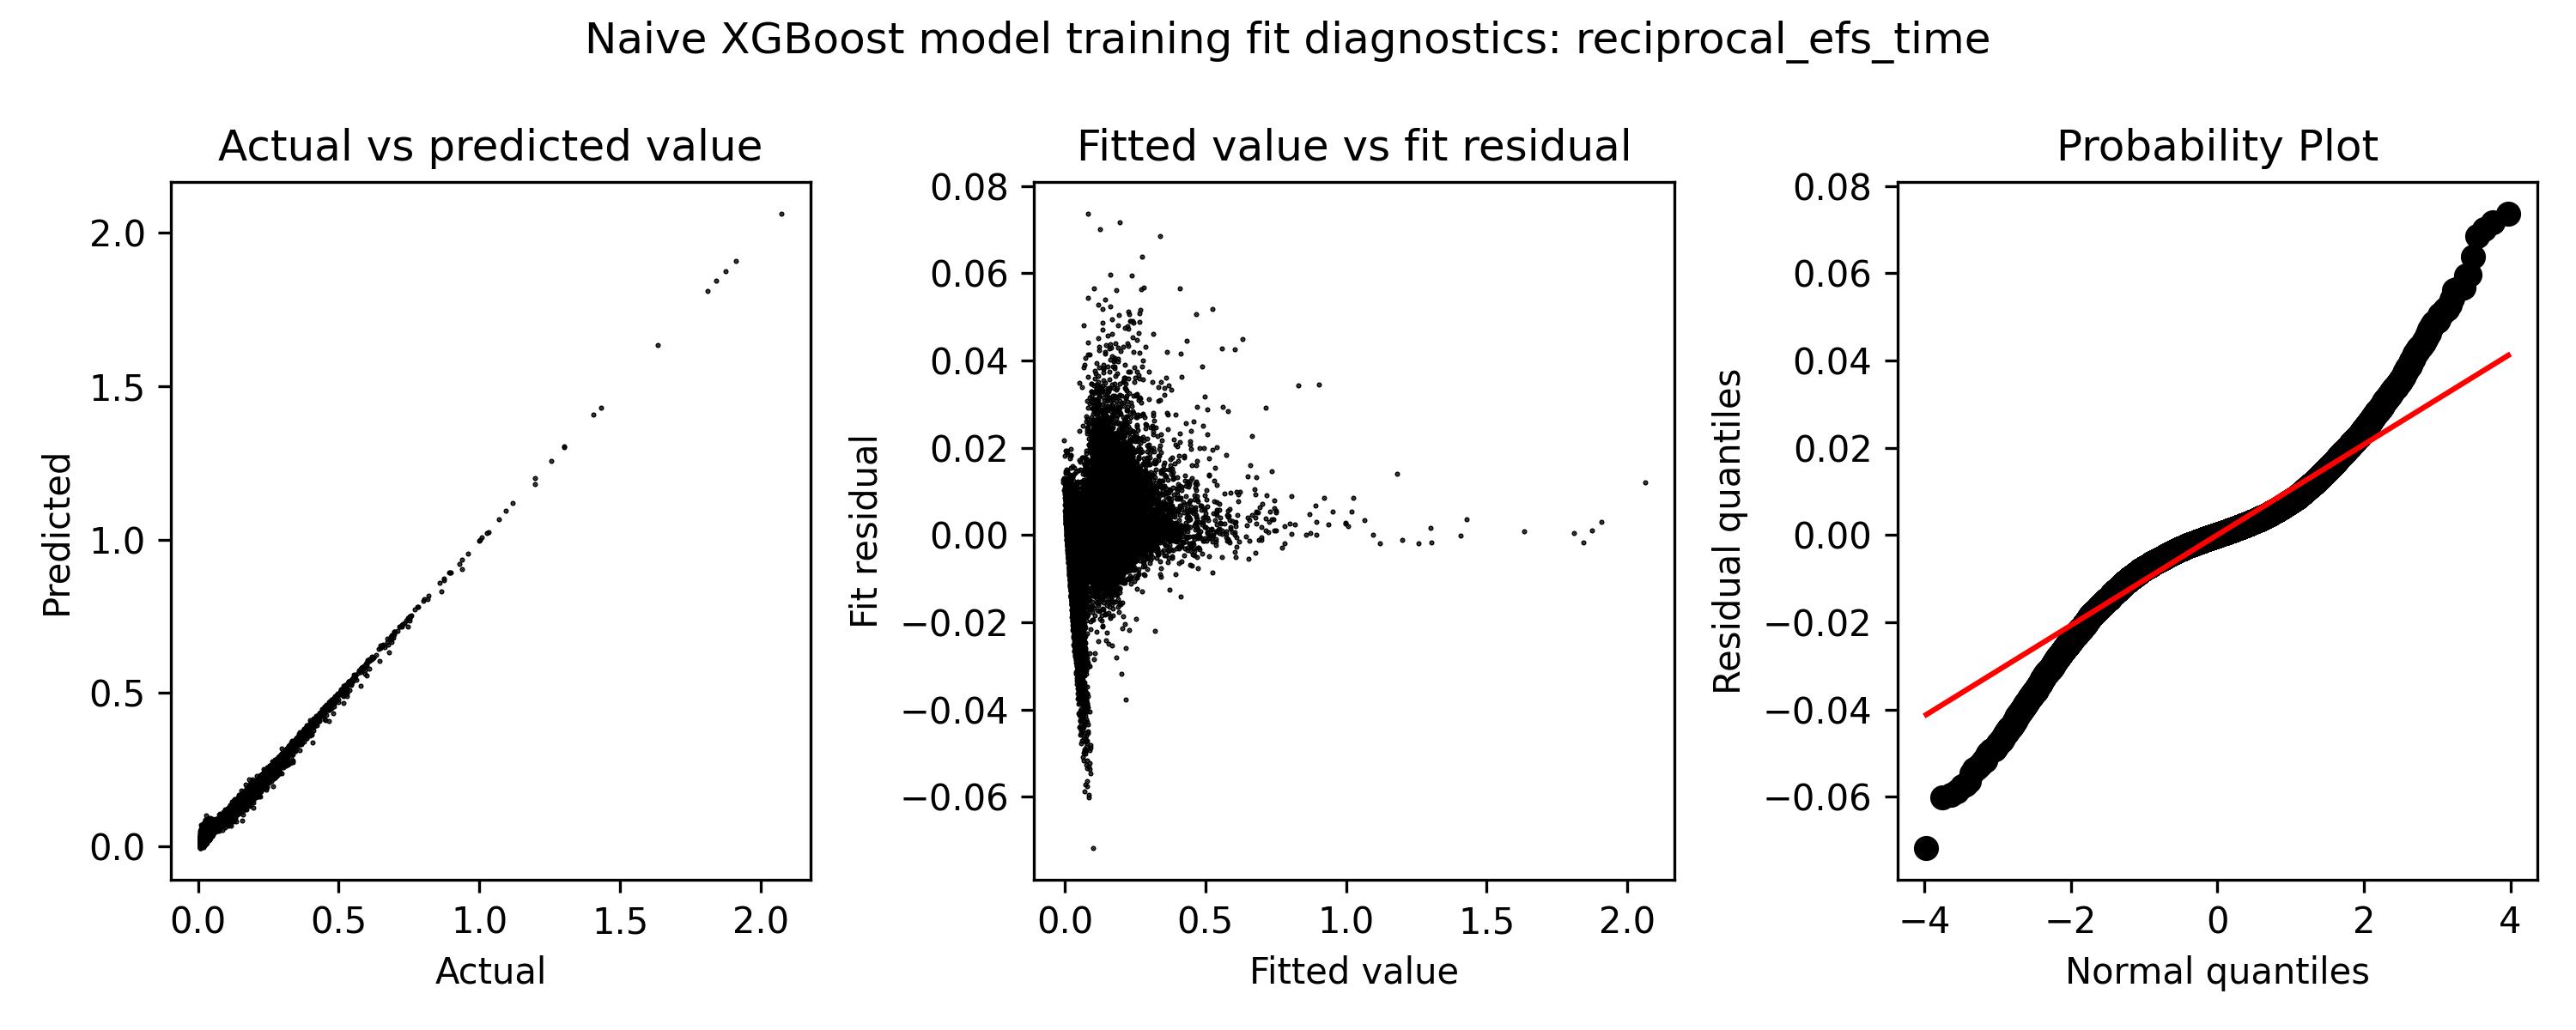 Naive XGBoost model training fit diagnostics: reciprocal_efs_time
Actual vs predicted value
Predicted
2.0
1.5
1.0
0.5
0.0
0.0 0.5 1.0 1.5 2.0
Actual
Fitted value vs fit residual
Fit residual
0.08
0.06
0.04
0.02
0.00
−0.02
−0.04
−0.06
0.0 0.5 1.0 1.5 2.0
Fitted value
Probability Plot
Residual quantiles
0.08
0.06
0.04
0.02
0.00
−0.02
−0.04
−0.06
−4 −2 0 2 4
Normal quantiles